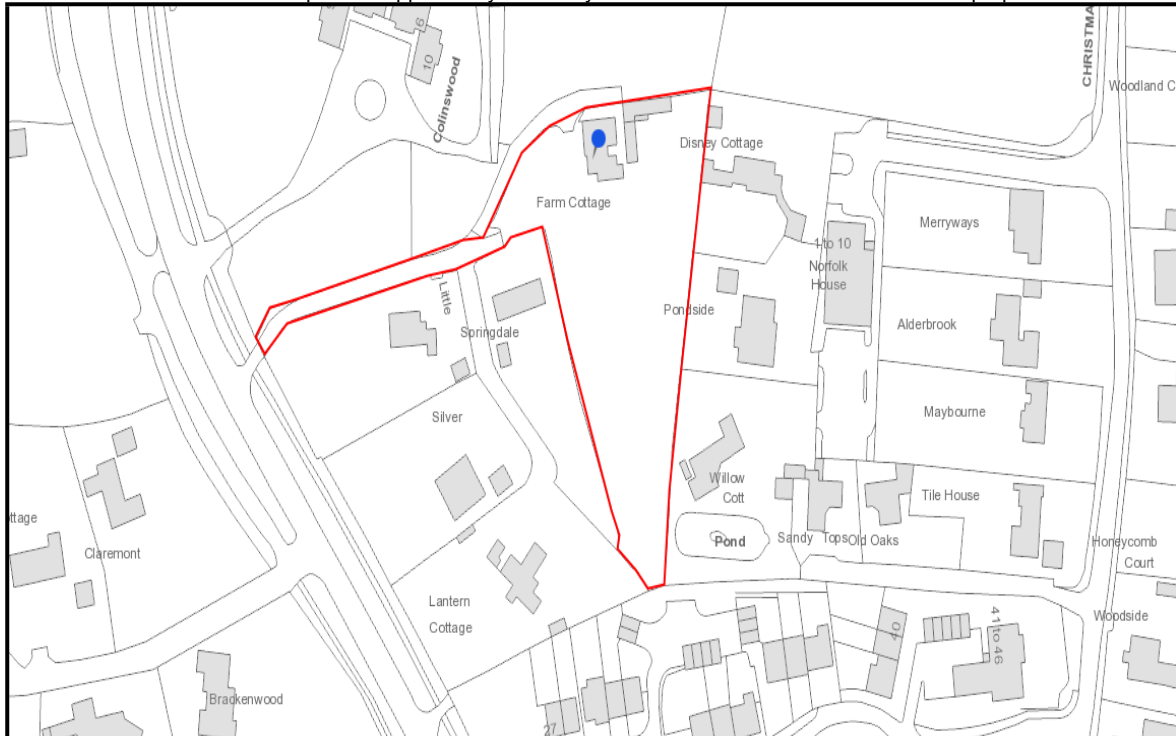 6
10
Colinswood
CHRISTMA
Woodland C
Disney Cottage
Farm Cottage
Merryways
1 to 10
Norfolk
House
Little
Springdale
Pondside
Alderbrook
Silver
Maybourne
Willow
Cott
Tile House
ttage
Claremont
Pond
Sandy Tops
Old Oaks
Honeycomb
Court
Lantern
Cottage
Woodside
40
41 to 46
Brackenwood
27